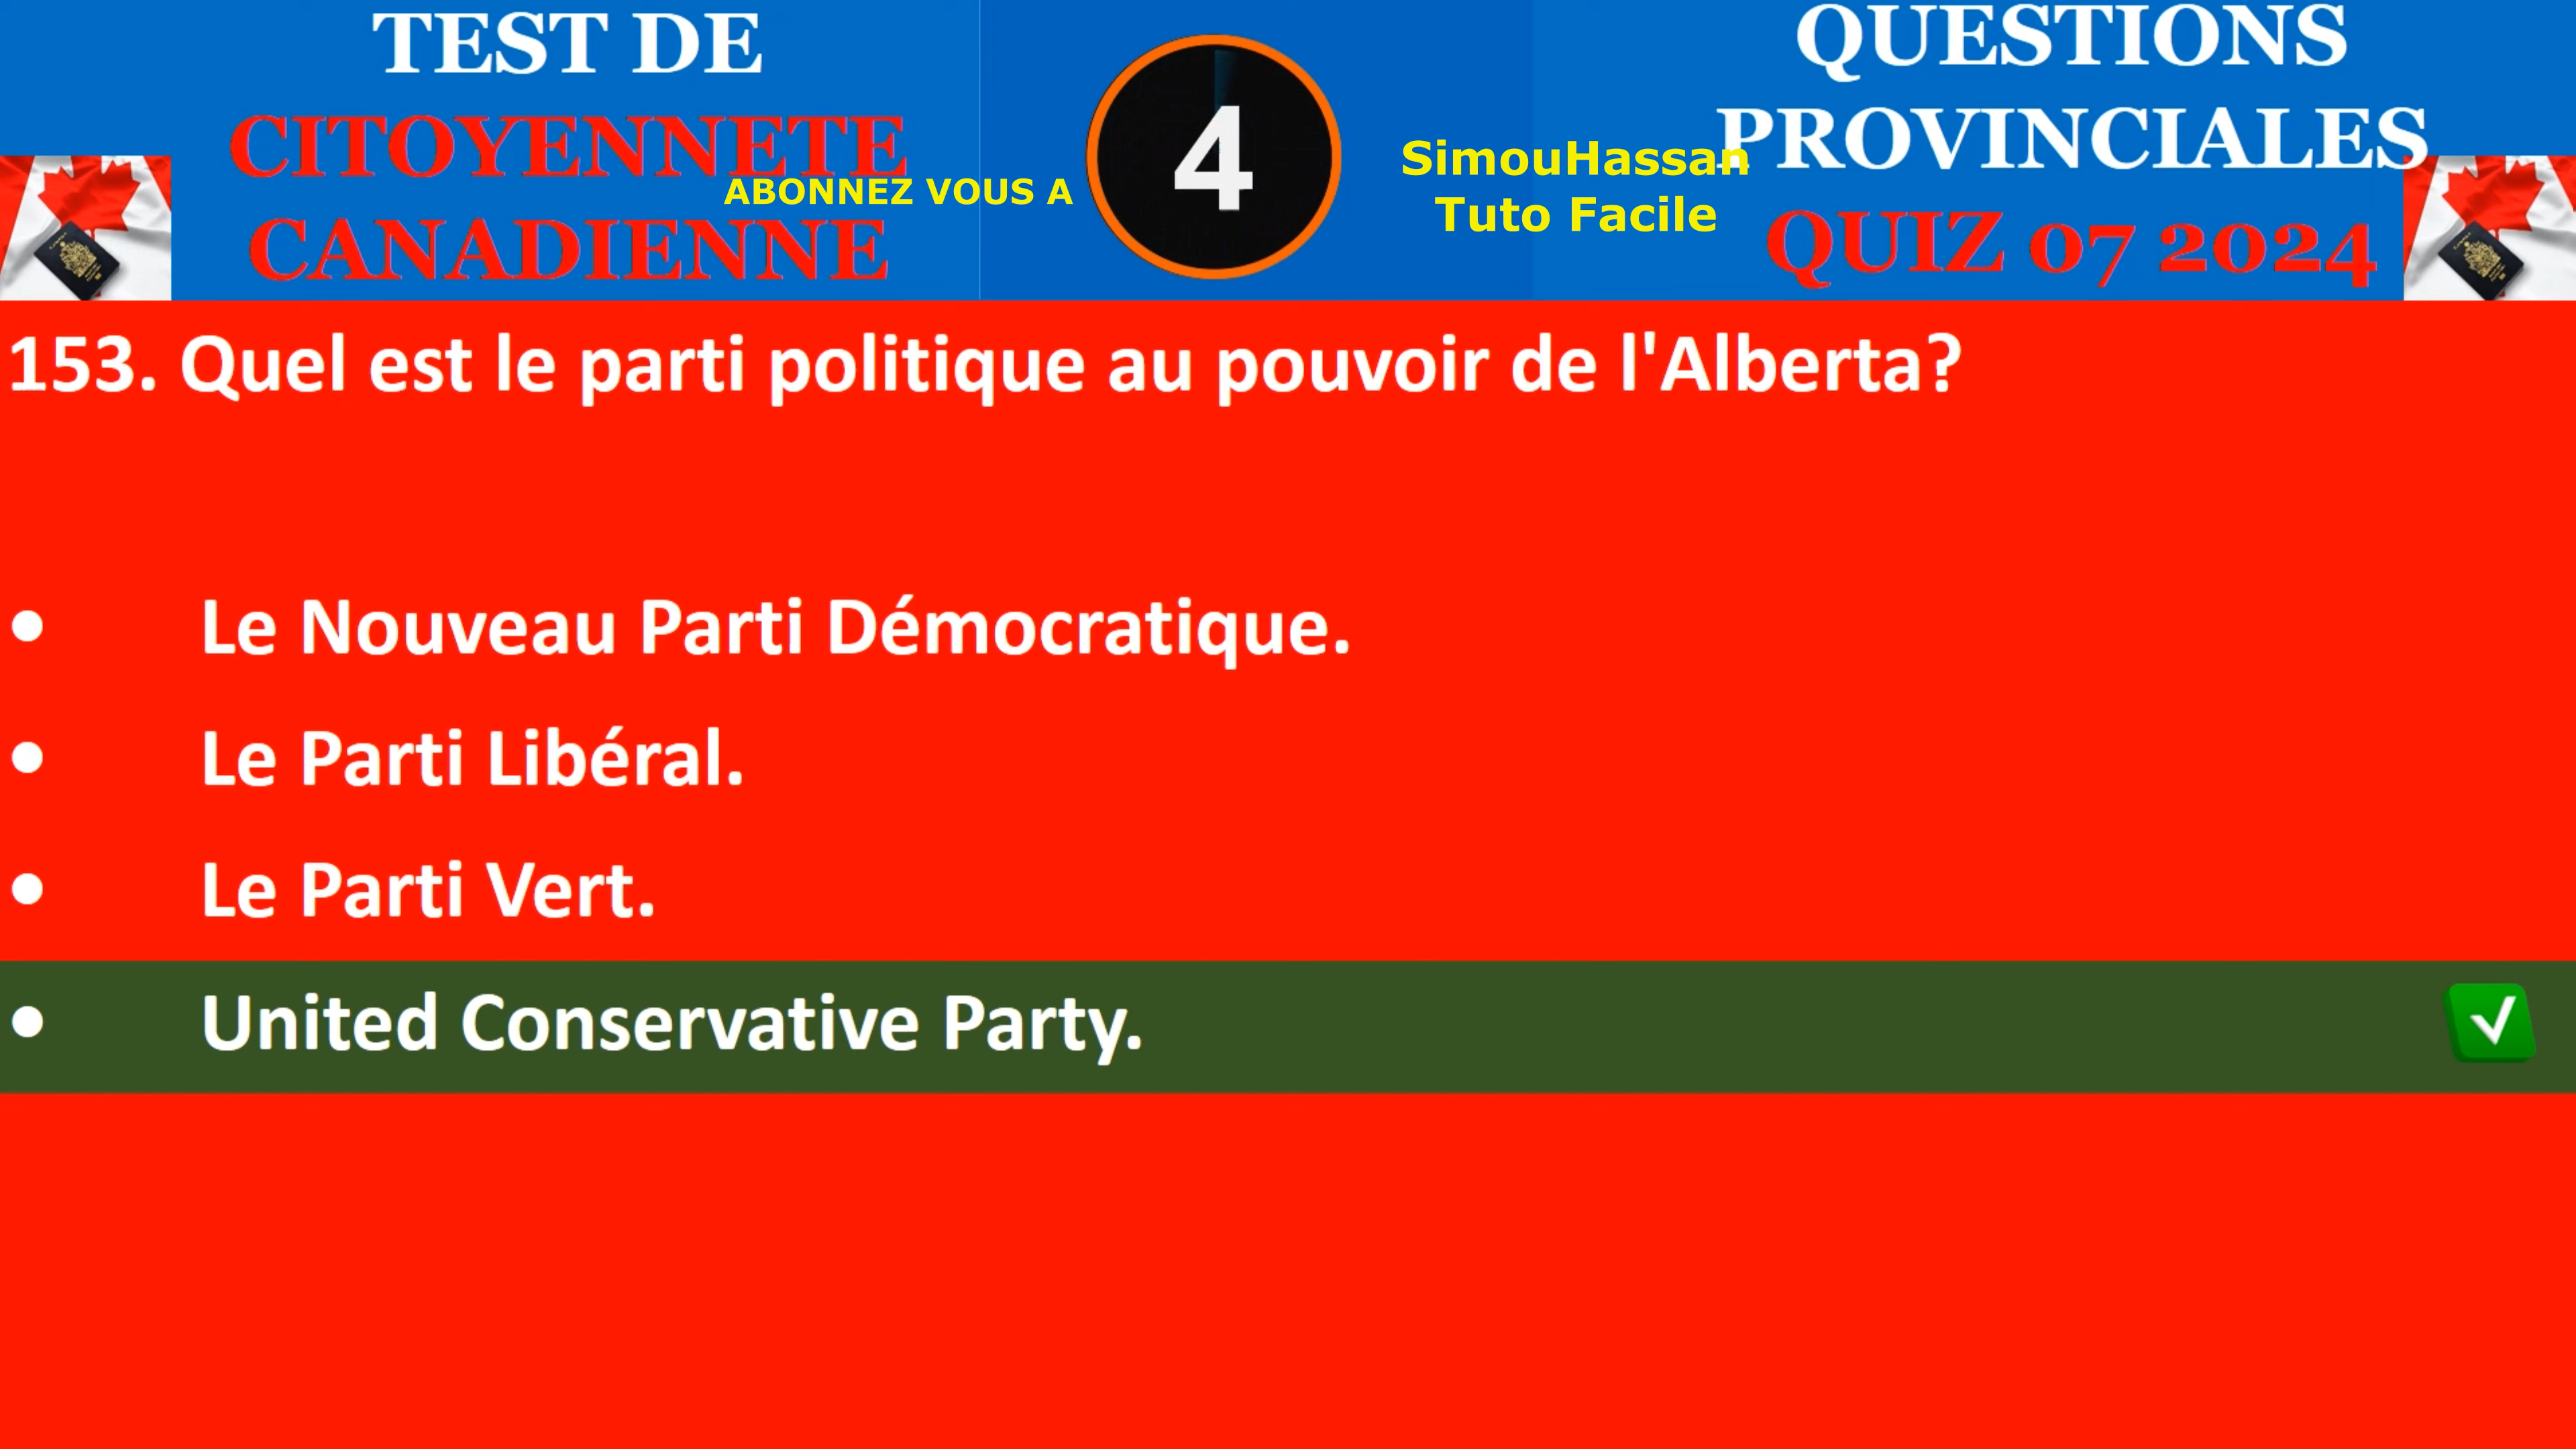 TEST DE
CITOYENNETE
CANADIENNE
ABONNEZ VOUS A
4
SimouHassan
Tuto Facile
QUESTIONS
PROVINCIALES
QUIZ 07 2024
153. Quel est le parti politique au pouvoir de l'Alberta?
• Le Nouveau Parti Démocratique.
• Le Parti Libéral.
• Le Parti Vert.
• United Conservative Party.